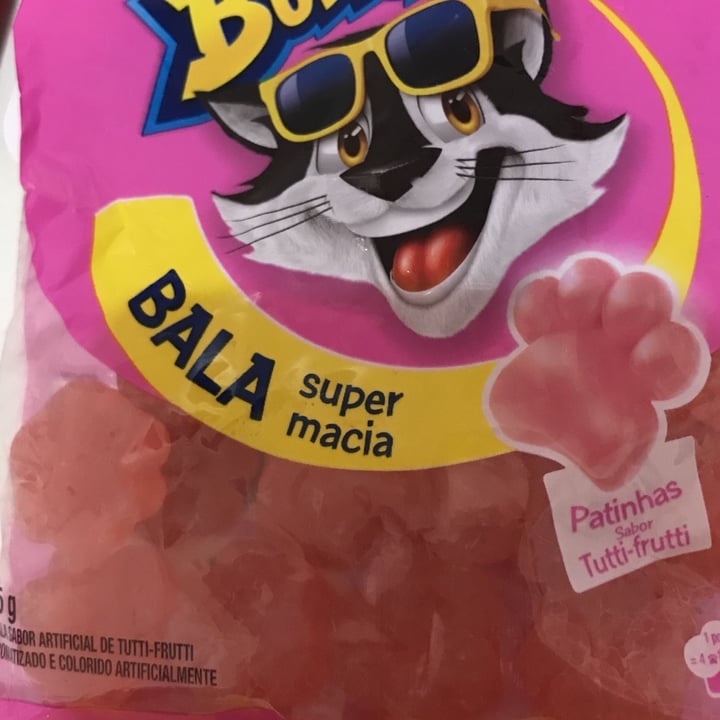 BALA super
macia
Patinhas
Sabor
Tutti-frutti
g
SABOR ARTIFICIAL DE TUTTI-FRUTTI
E COLORIDO ARTIFICIALMENTE